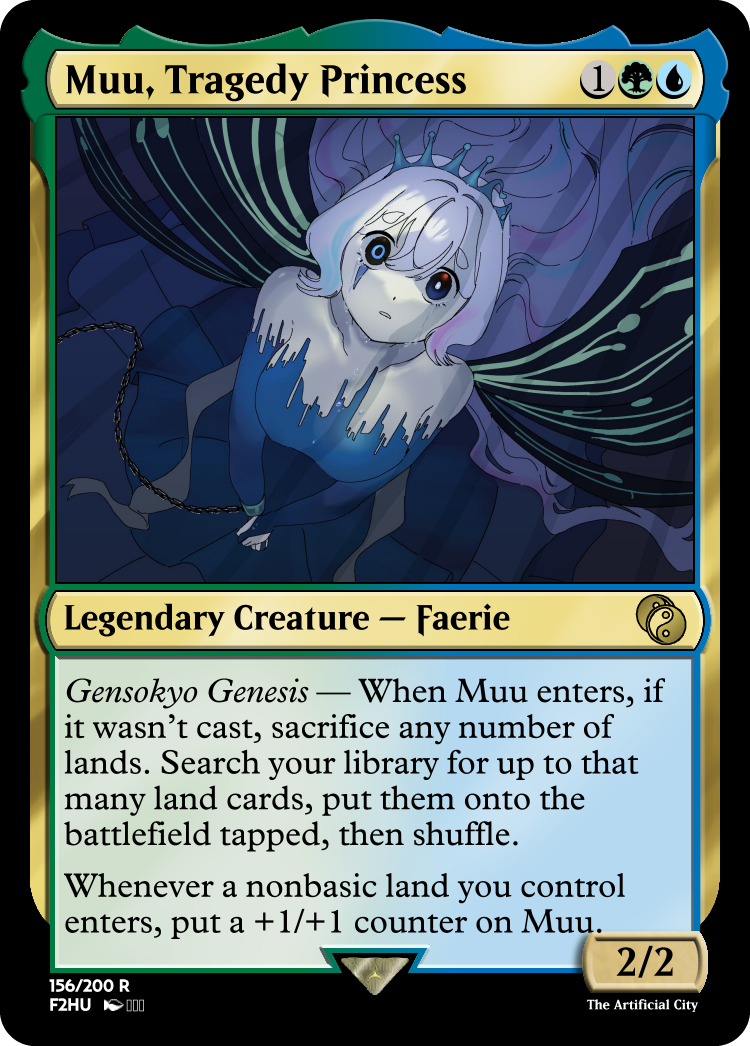 Muu, Tragedy Princess 1
Legendary Creature — Faerie
Gensokyo Genesis — When Muu enters, if
it wasn't cast, sacrifice any number of
lands. Search your library for up to that
many land cards, put them onto the
battlefield tapped, then shuffle.
Whenever a nonbasic land you control
enters, put a +1/+1 counter on Muu.
2/2
156/200 R
F2HU
The Artificial City